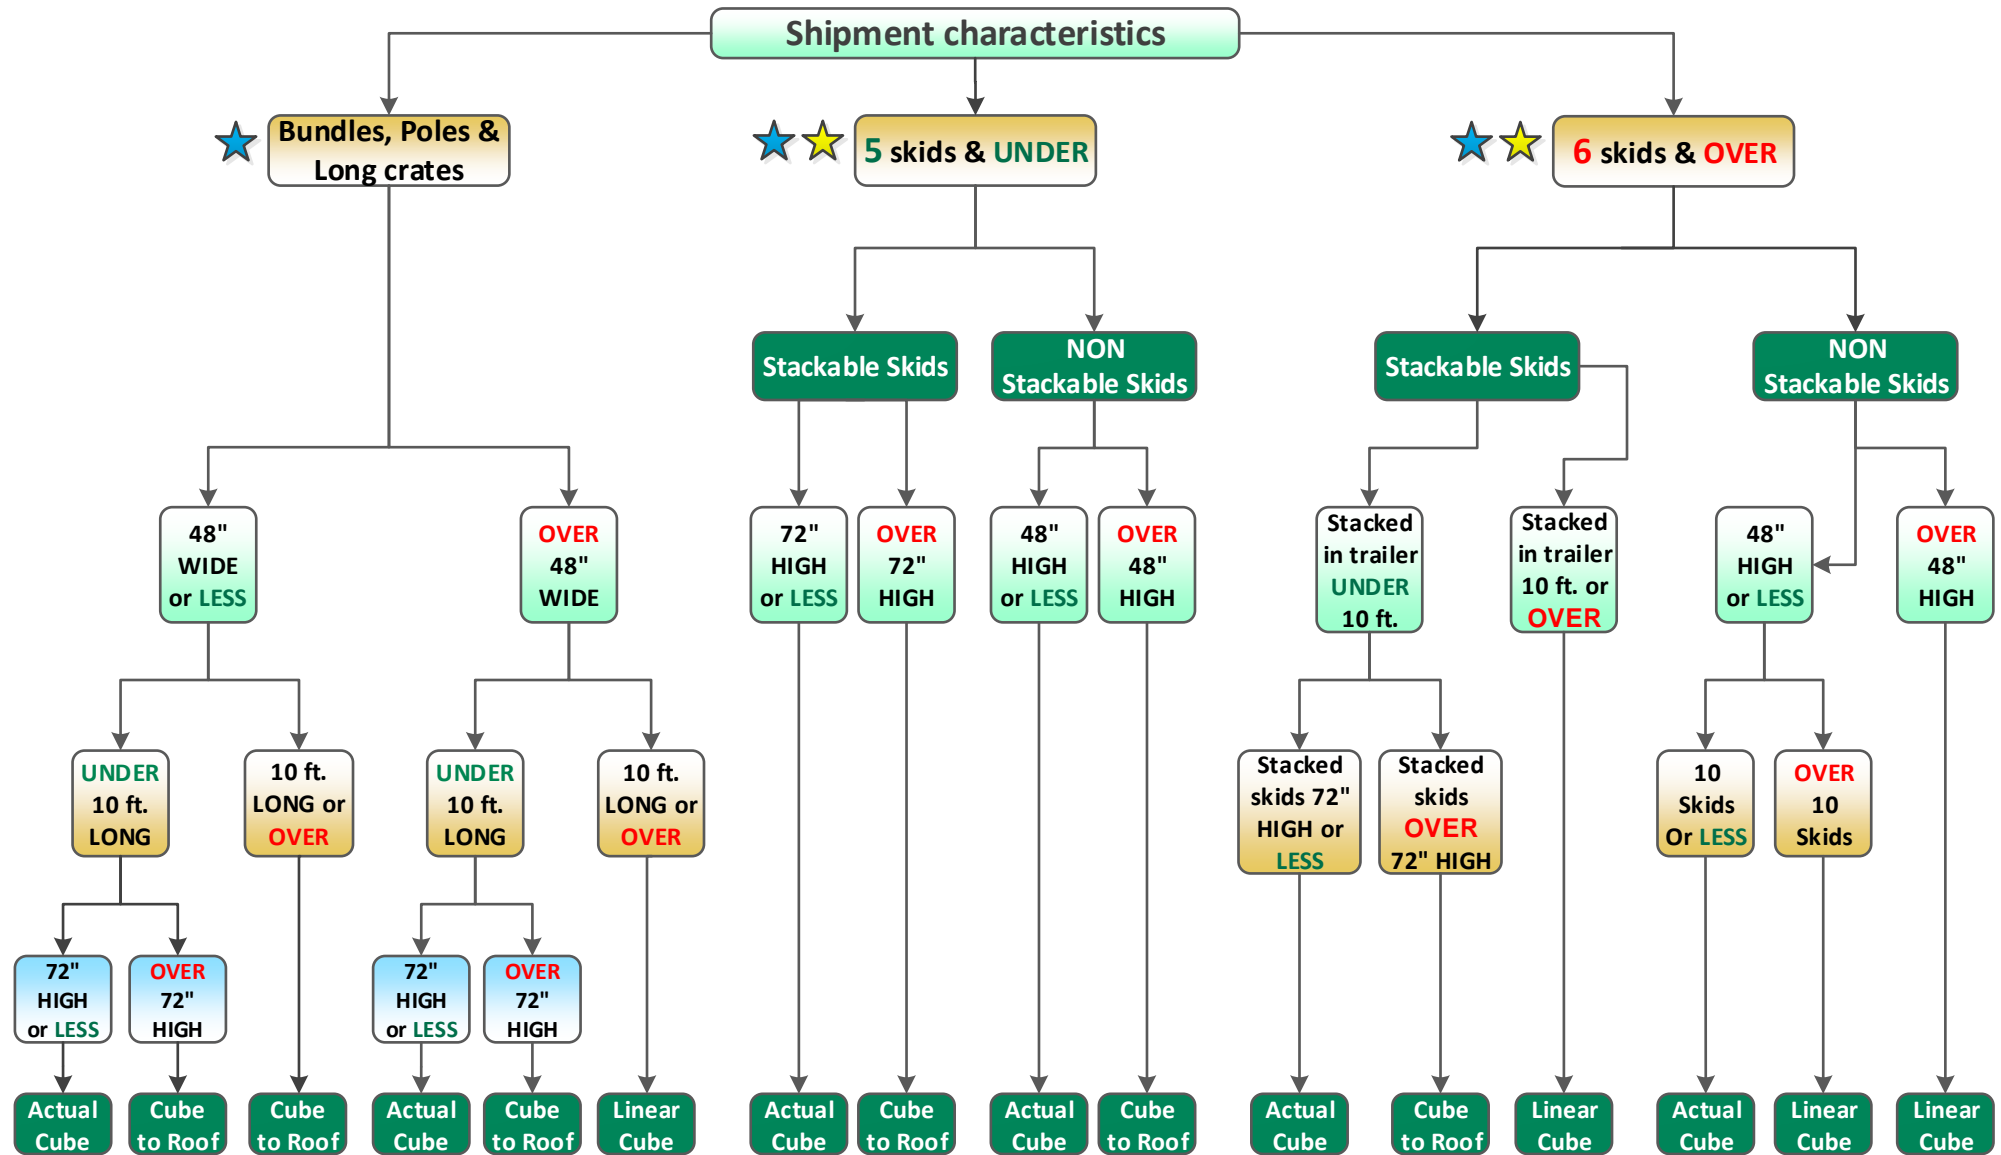 Shipment characteristics
Bundles, Poles &
Long crates
5 skids & UNDER
6 skids & OVER
Stackable Skids
NON
Stackable Skids
Stackable Skids
NON
Stackable Skids
48"
WIDE
or LESS
OVER
48"
WIDE
72"
HIGH
or LESS
OVER
72"
HIGH
48"
HIGH
or LESS
OVER
48"
HIGH
Stacked
in trailer
UNDER
10 ft.
Stacked
in trailer
10 ft. or
OVER
48"
HIGH
or LESS
OVER
48"
HIGH
UNDER
10 ft.
LONG
10 ft.
LONG or
OVER
UNDER
10 ft.
LONG
10 ft.
LONG or
OVER
Stacked
skids 72"
HIGH or
LESS
Stacked
skids
OVER
72" HIGH
10
Skids
Or LESS
OVER
10
Skids
72"
HIGH
or LESS
OVER
72"
HIGH
72"
HIGH
or LESS
OVER
72"
HIGH
Actual
Cube
Cube
to Roof
Cube
to Roof
Actual
Cube
Cube
to Roof
Linear
Cube
Actual
Cube
Cube
to Roof
Actual
Cube
Cube
to Roof
Actual
Cube
Cube
to Roof
Linear
Cube
Actual
Cube
Linear
Cube
Linear
Cube